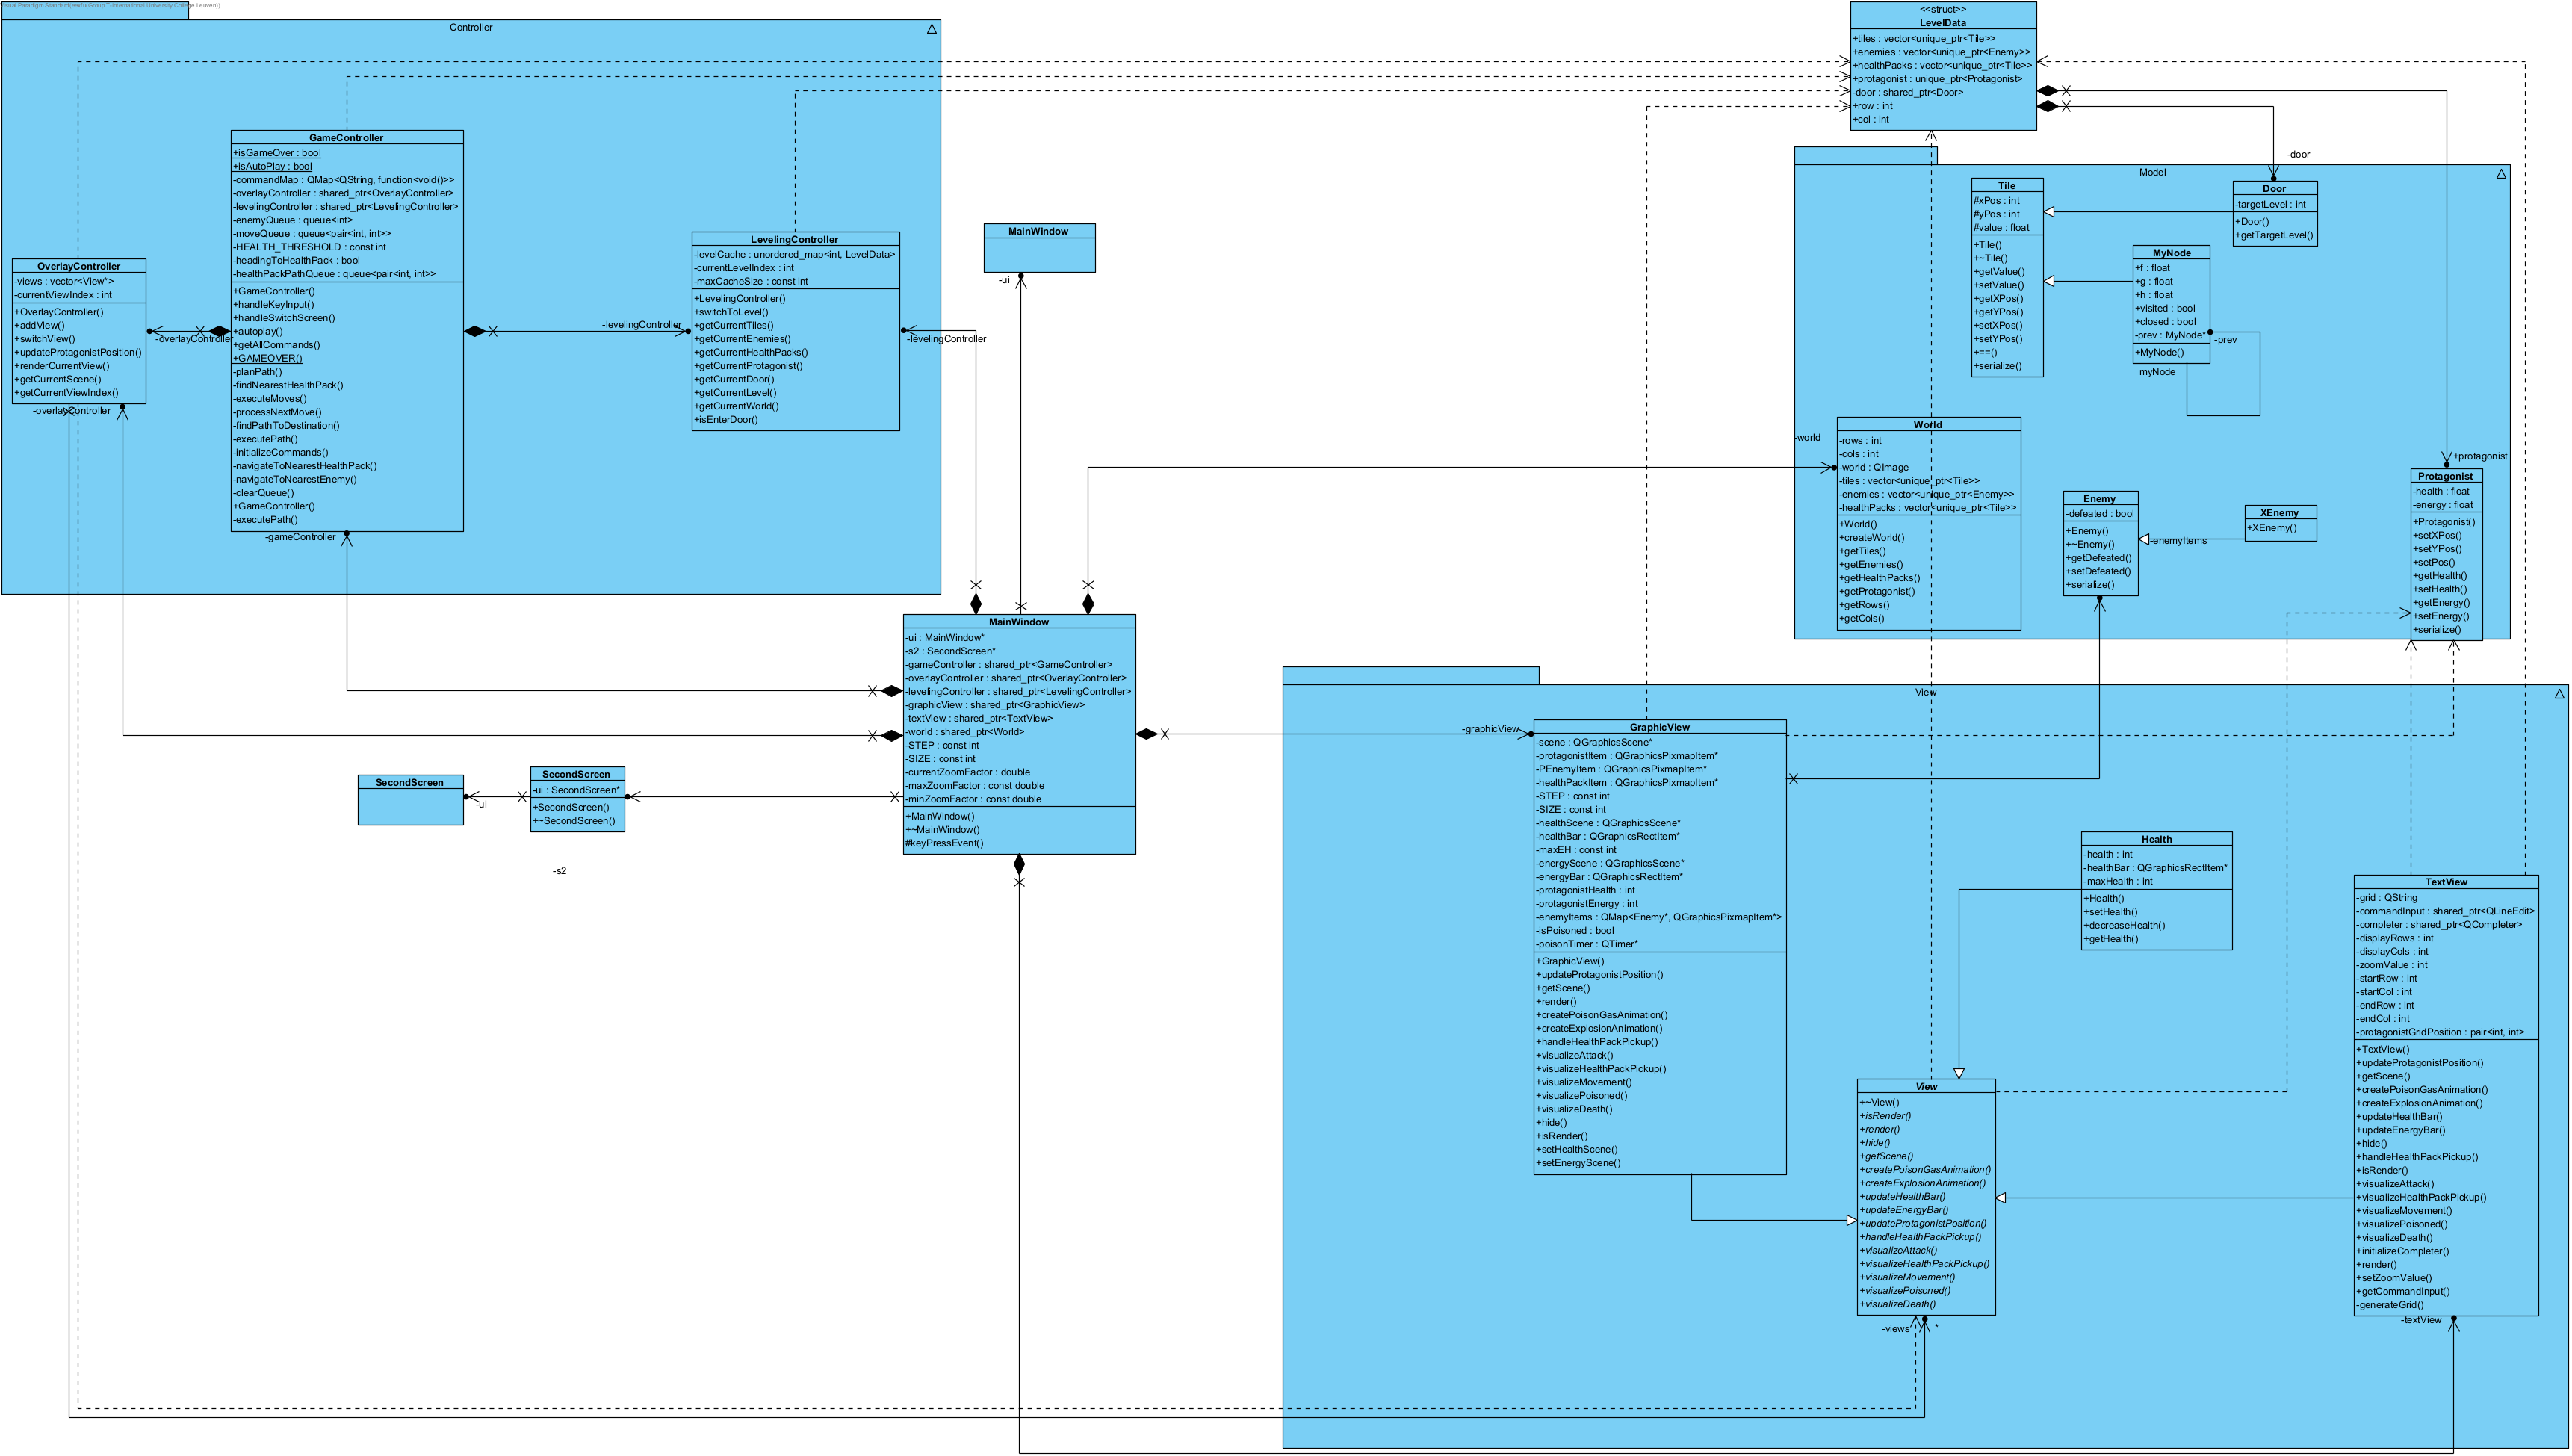 Visual Paradigm Standard(seefu(Group T-International University College Leuven))
Controller
OverlayController
-views : vector<View*>
-currentViewIndex : int
+OverlayController()
+addView()
+switchView()
+updateProtagonistPosition()
+renderCurrentView()
+getCurrentScene()
+getCurrentViewIndex()
-overlayController
GameController
+isGameOver : bool
+isAutoPlay : bool
-commandMap : QMap<QString, function<void()>>
-overlayController : shared_ptr<OverlayController>
-levelingController : shared_ptr<LevelingController>
-enemyQueue : queue<int>
-moveQueue : queue<pair<int, int>>
-HEALTH_THRESHOLD : const int
-headingToHealthPack : bool
-healthPackPathQueue : queue<pair<int, int>>
+GameController()
+handleKeyInput()
+handleSwitchScreen()
+autoplay()
+getAllCommands()
+GAMEOVER()
-planPath()
-findNearestHealthPack()
-executeMoves()
-processNextMove()
-findPathToDestination()
-executePath()
-initializeCommands()
-navigateToNearestHealthPack()
-navigateToNearestEnemy()
-clearQueue()
+GameController()
-executePath()
-overlayController
-gameController
-levelingController
LevelingController
-levelCache : unordered_map<int, LevelData>
-currentLevelIndex : int
-maxCacheSize : const int
+LevelingController()
+switchToLevel()
+getCurrentTiles()
+getCurrentEnemies()
+getCurrentHealthPacks()
+getCurrentProtagonist()
+getCurrentDoor()
+getCurrentLevel()
+getCurrentWorld()
+isEnterDoor()
-levelingController
MainWindow
-ui
<<struct>>
LevelData
+tiles : vector<unique_ptr<Tile>>
+enemies : vector<unique_ptr<Enemy>>
+healthPacks : vector<unique_ptr<Tile>>
+protagonist : unique_ptr<Protagonist>
-door : shared_ptr<Door>
+row : int
+col : int
Model
-door
Tile
#xPos : int
#yPos : int
#value : float
+Tile()
+~Tile()
+getValue()
+setValue()
+getXPos()
+getYPos()
+setXPos()
+setYPos()
+==()
+serialize()
Door
-targetLevel : int
+Door()
+getTargetLevel()
MyNode
+f : float
+g : float
+h : float
+visited : bool
+closed : bool
-prev : MyNode*
+MyNode()
-prev
myNode
-world
World
-rows : int
-cols : int
-world : QImage
-tiles : vector<unique_ptr<Tile>>
-enemies : vector<unique_ptr<Enemy>>
-healthPacks : vector<unique_ptr<Tile>>
+World()
+createWorld()
+getTiles()
+getEnemies()
+getHealthPacks()
+getProtagonist()
+getRows()
+getCols()
Enemy
-defeated : bool
+Enemy()
+~Enemy()
+getDefeated()
+setDefeated()
+serialize()
-enemyItems
XEnemy
+XEnemy()
+protagonist
Protagonist
-health : float
-energy : float
+Protagonist()
+setXPos()
+setYPos()
+setPos()
+getHealth()
+setHealth()
+getEnergy()
+setEnergy()
+serialize()
MainWindow
-ui : MainWindow*
-s2 : SecondScreen*
-gameController : shared_ptr<GameController>
-overlayController : shared_ptr<OverlayController>
-levelingController : shared_ptr<LevelingController>
-graphicView : shared_ptr<GraphicView>
-textView : shared_ptr<TextView>
-world : shared_ptr<World>
-STEP : const int
-SIZE : const int
-currentZoomFactor : double
-maxZoomFactor : const double
-minZoomFactor : const double
+MainWindow()
+~MainWindow()
#keyPressEvent()
SecondScreen
-ui
SecondScreen
-ui : SecondScreen*
+SecondScreen()
+~SecondScreen()
-s2
View
-graphicView
GraphicView
-scene : QGraphicsScene*
-protagonistItem : QGraphicsPixmapItem*
-PEnemyItem : QGraphicsPixmapItem*
-healthPackItem : QGraphicsPixmapItem*
-STEP : const int
-SIZE : const int
-healthScene : QGraphicsScene*
-healthBar : QGraphicsRectItem*
-maxEH : const int
-energyScene : QGraphicsScene*
-energyBar : QGraphicsRectItem*
-protagonistHealth : int
-protagonistEnergy : int
-enemyItems : QMap<Enemy*, QGraphicsPixmapItem*>
-isPoisoned : bool
-poisonTimer : QTimer*
+GraphicView()
+updateProtagonistPosition()
+getScene()
+render()
+createPoisonGasAnimation()
+createExplosionAnimation()
+handleHealthPackPickup()
+visualizeAttack()
+visualizeHealthPackPickup()
+visualizeMovement()
+visualizePoisoned()
+visualizeDeath()
+hide()
+isRender()
+setHealthScene()
+setEnergyScene()
Health
-health : int
-healthBar : QGraphicsRectItem*
-maxHealth : int
+Health()
+setHealth()
+decreaseHealth()
+getHealth()
View
+~View()
+isRender()
+render()
+hide()
+getScene()
+createPoisonGasAnimation()
+createExplosionAnimation()
+updateHealthBar()
+updateEnergyBar()
+updateProtagonistPosition()
+handleHealthPackPickup()
+visualizeAttack()
+visualizeHealthPackPickup()
+visualizeMovement()
+visualizePoisoned()
+visualizeDeath()
-views
*
TextView
-grid : QString
-commandInput : shared_ptr<QLineEdit>
-completer : shared_ptr<QCompleter>
-displayRows : int
-displayCols : int
-zoomValue : int
-startRow : int
-startCol : int
-endRow : int
-endCol : int
-protagonistGridPosition : pair<int, int>
+TextView()
+updateProtagonistPosition()
+getScene()
+createPoisonGasAnimation()
+createExplosionAnimation()
+updateHealthBar()
+updateEnergyBar()
+hide()
+handleHealthPackPickup()
+isRender()
+visualizeAttack()
+visualizeHealthPackPickup()
+visualizeMovement()
+visualizePoisoned()
+visualizeDeath()
+initializeCompleter()
+render()
+setZoomValue()
+getCommandInput()
-generateGrid()
-textView